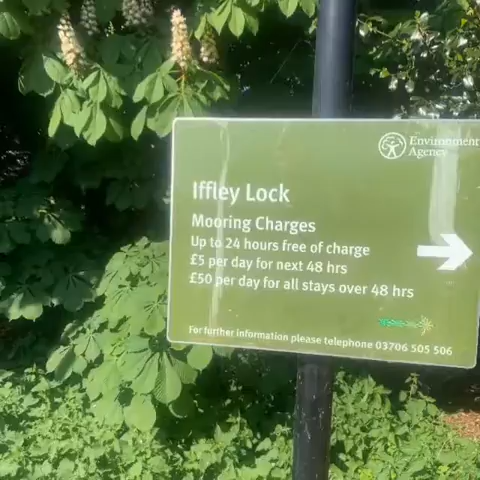 Environment
Agency
Iffley Lock
Mooring Charges
Up to 24 hours free of charge
£5 per day for next 48 hrs
£50 per day for all stays over 48 hrs
For further information please telephone 03706 505 506